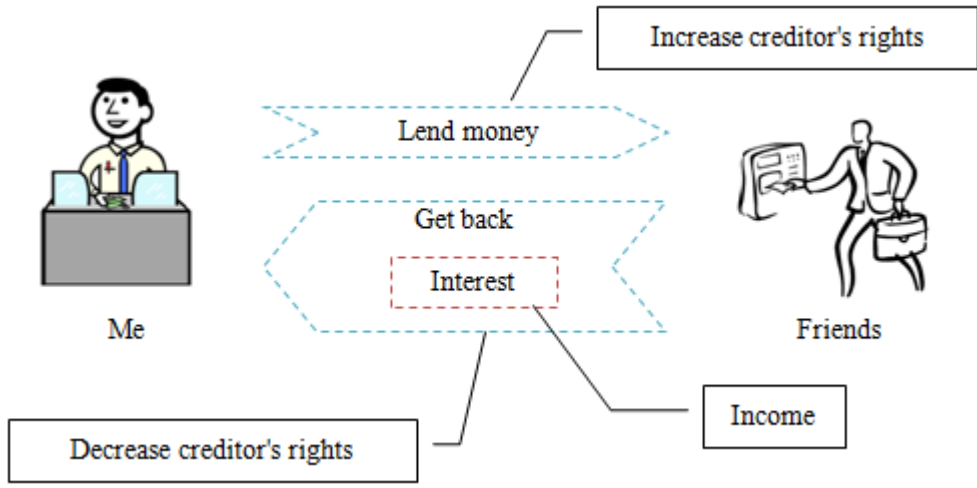 Increase creditor's rights
Lend money
Get back
Interest
Me
Friends
Income
Decrease creditor's rights